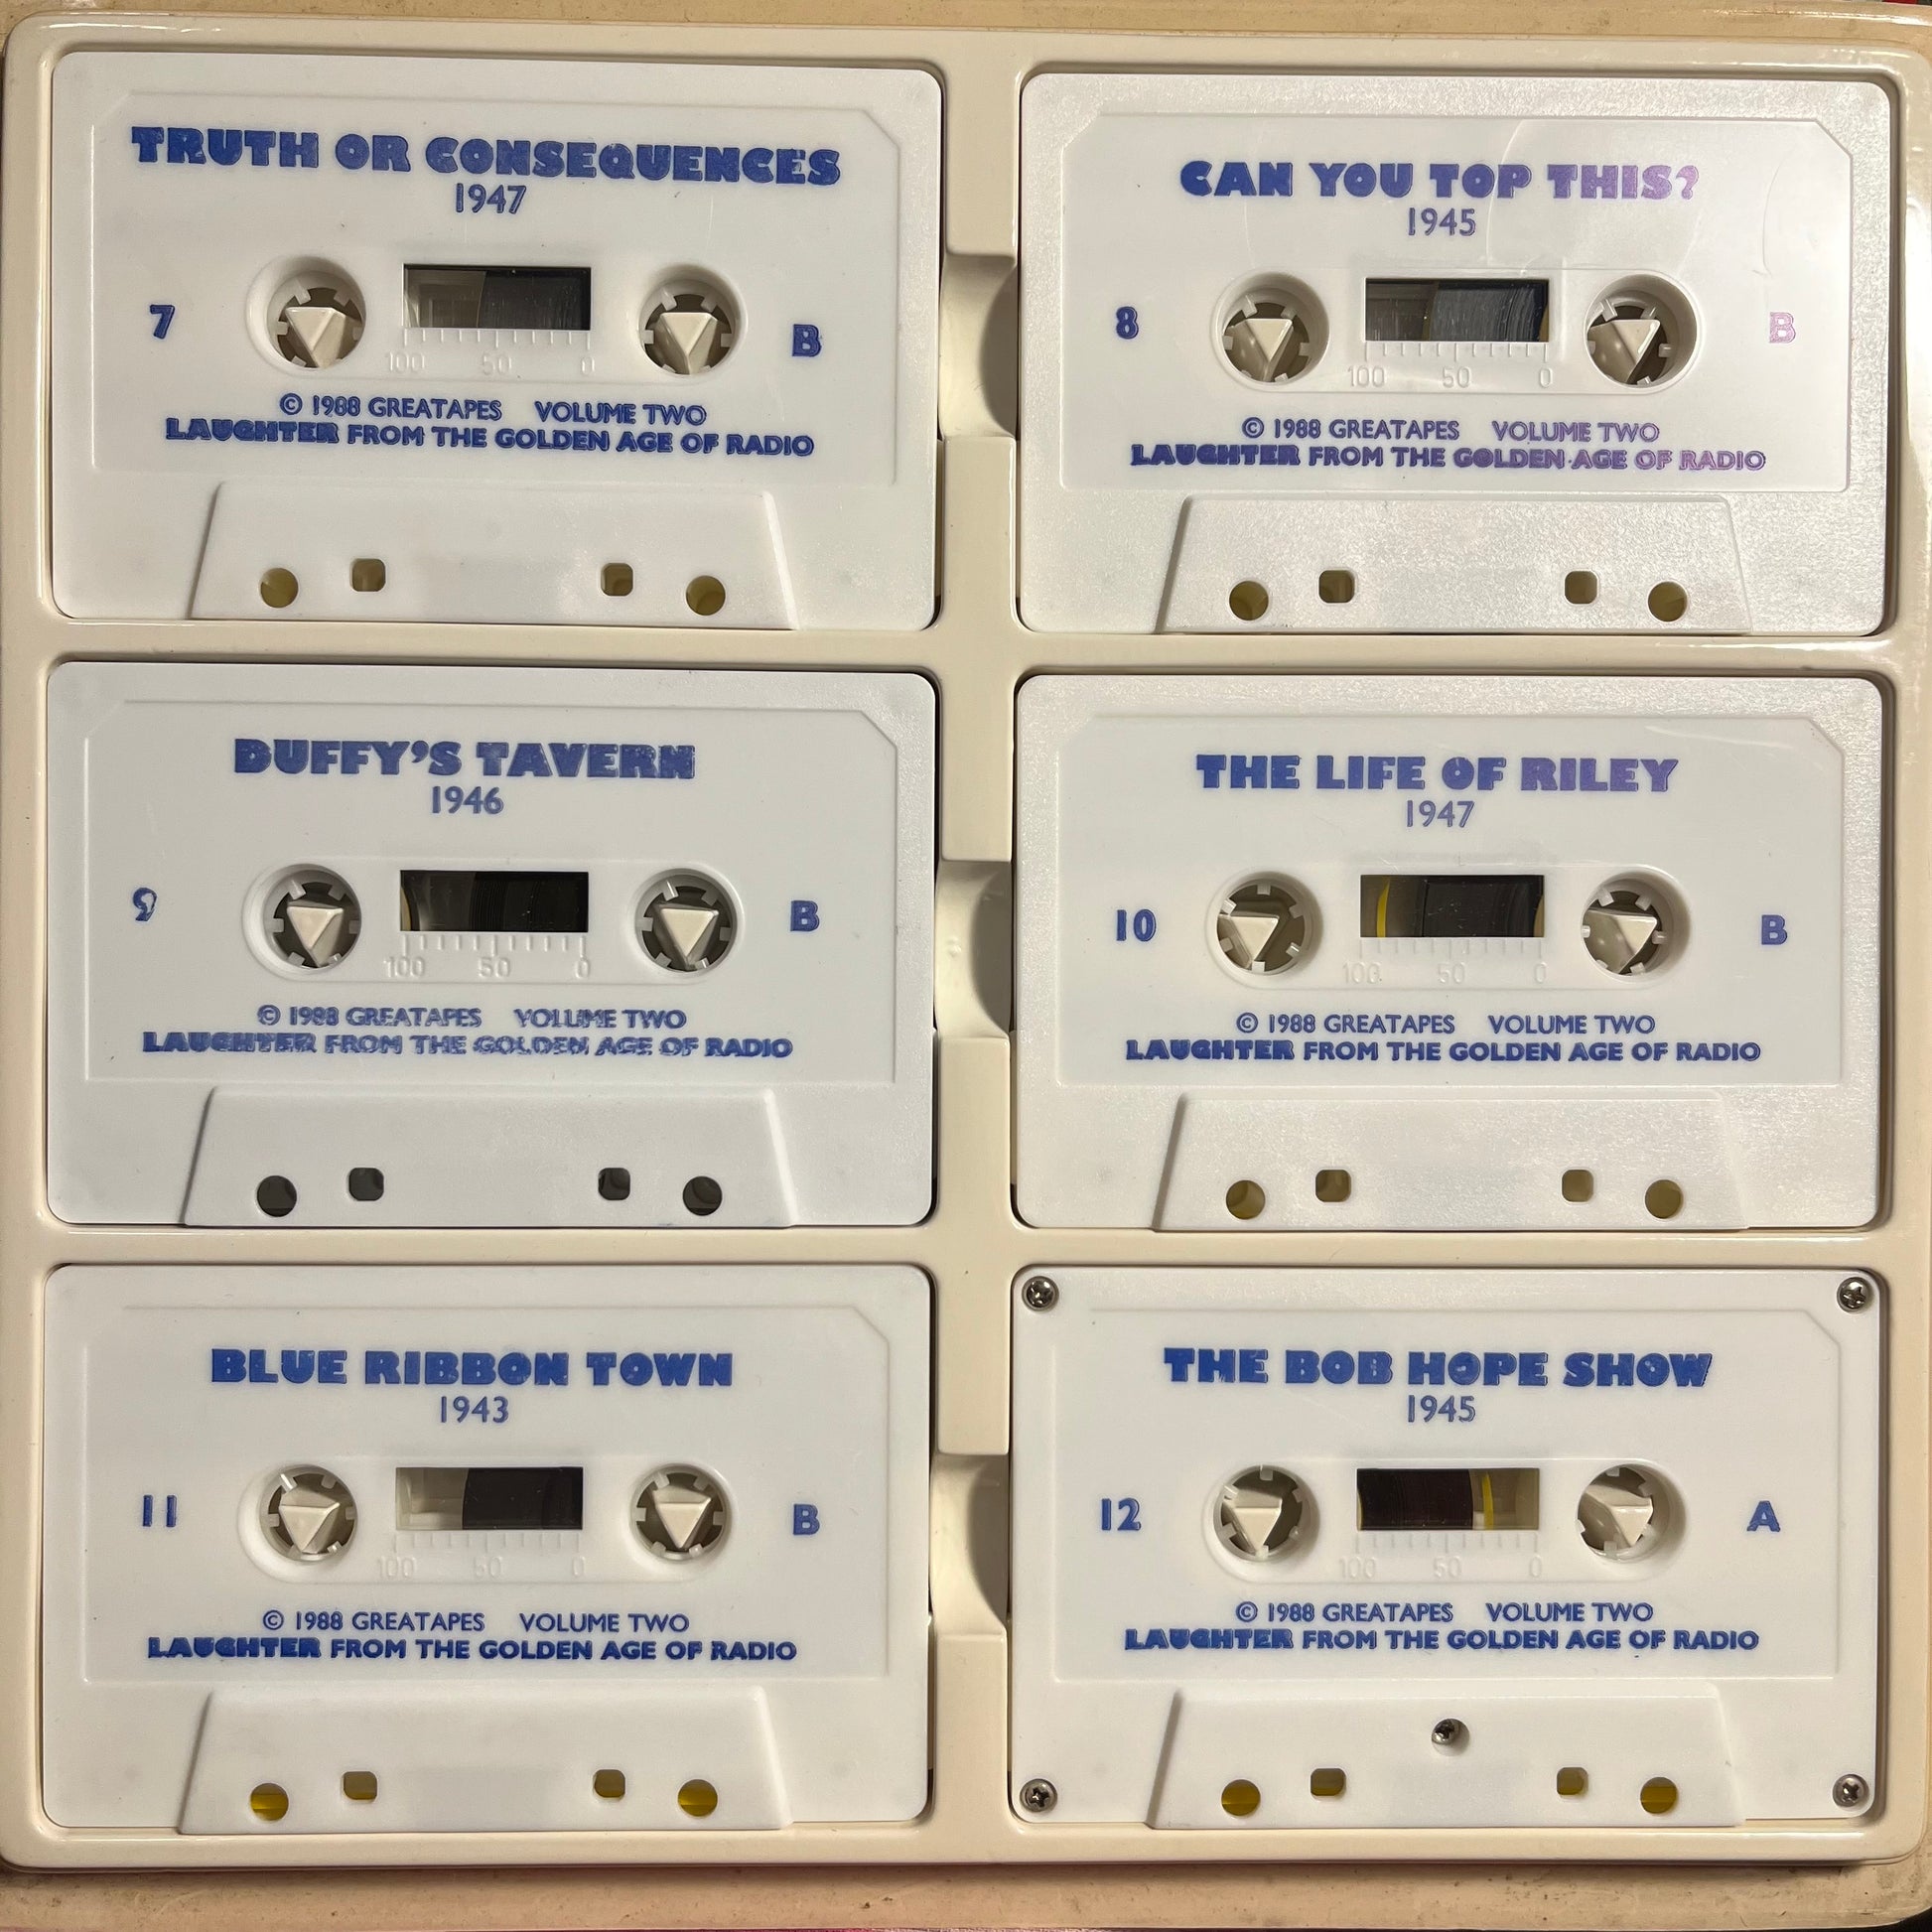 TRUTH OR CONSEQUENCES
1947
7 B
100 50 0
© 1988 GREATAPES VOLUME TWO
LAUGHTER FROM THE GOLDEN AGE OF RADIO
CAN YOU TOP THIS?
1945
8 B
100 50 0
© 1988 GREATAPES VOLUME TWO
LAUGHTER FROM THE GOLDEN AGE OF RADIO
DUFFY'S TAVERN
1946
9 B
100 50 0
© 1988 GREATAPES VOLUME TWO
LAUGHTER FROM THE GOLDEN AGE OF RADIO
THE LIFE OF RILEY
1947
10 B
100 50 0
© 1988 GREATAPES VOLUME TWO
LAUGHTER FROM THE GOLDEN AGE OF RADIO
BLUE RIBBON TOWN
1943
11 B
100 50 0
© 1988 GREATAPES VOLUME TWO
LAUGHTER FROM THE GOLDEN AGE OF RADIO
THE BOB HOPE SHOW
1945
12 A
100 50 0
© 1988 GREATAPES VOLUME TWO
LAUGHTER FROM THE GOLDEN AGE OF RADIO